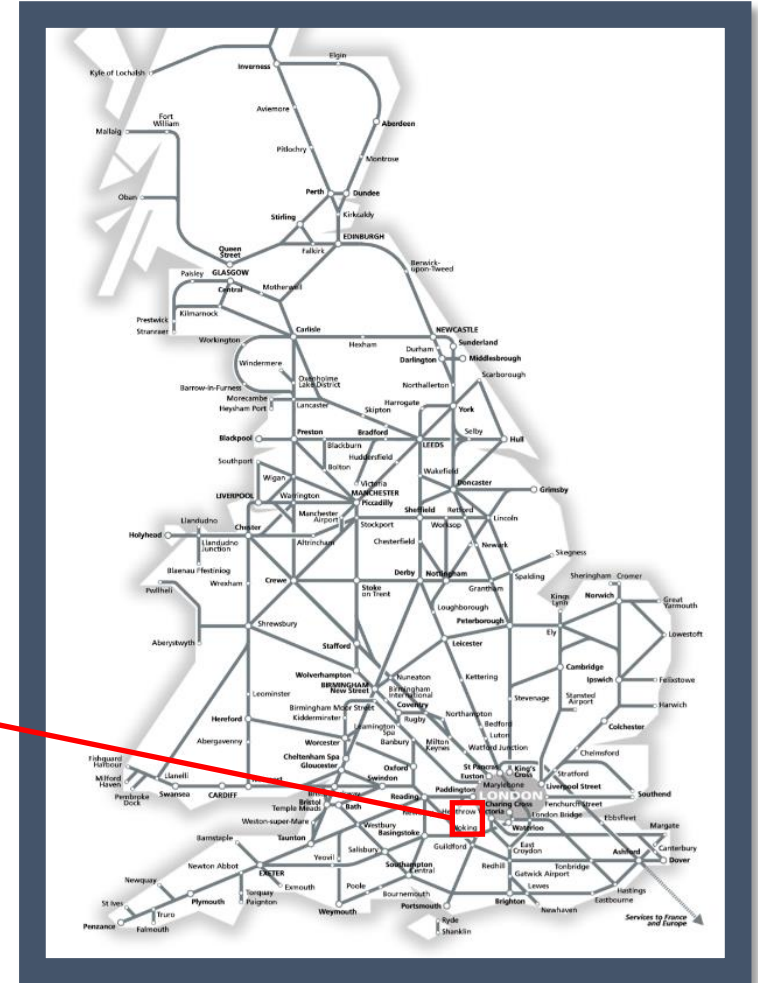 Elgin
Inverness
Kyle of Lochalsh
Aviemore
Fort
William
Mallaig
Aberdeen
Pitlochry
Montrose
Perth
Dundee
Oban
Stirling
Kirkcaldy
EDINBURGH
Falkirk
Queen
Street
GLASGOW
Central
Berwick-
upon-Tweed
Paisley
Motherwell
Prestwick
Kilmarnock
Stranraer
Carlisle
NEWCASTLE
Workington
Hexham
Sunderland
Durham
Darlington
Middlesbrough
Windermere
Scarborough
Oxenholme
Lake District
Northallerton
Barrow-in-Furness
Morecambe
Heysham Port
Lancaster
Harrogate
Skipton
York
Blackpool
Preston
Bradford
LEEDS
Selby
Hull
Blackburn
Huddersfield
Southport
Bolton
Wakefield
Wigan
Victoria
Doncaster
MANCHESTER
Piccadilly
Grimsby
LIVERPOOL
Warrington
Sheffield
Retford
Manchester
Airport
Stockport
Worksop
Lincoln
Llandudno
Chester
Holyhead
Llandudno
Junction
Altrincham
Chesterfield
Newark
Skegness
Blaenau Ffestiniog
Derby
Nottingham
Sheringham
Cromer
Pwllheli
Wrexham
Crewe
Stoke
on Trent
Grantham
Spalding
Kings
Lynn
Norwich
Great
Yarmouth
Loughborough
Shrewsbury
Peterborough
Ely
Lowestoft
Aberystwyth
Stafford
Leicester
Wolverhampton
BIRMINGHAM
New Street
Nuneaton
Kettering
Cambridge
Birmingham
International
Ipswich
Felixstowe
Leominster
Birmingham Moor Street
Coventry
Stevenage
Stansted
Airport
Harwich
Hereford
Kidderminster
Rugby
Northampton
Leamington
Spa
Bedford
Colchester
Abergavenny
Worcester
Banbury
Milton
Keynes
Luton
Cheltenham Spa
Watford Junction
Chelmsford
Fishguard
Harbour
Gloucester
Oxford
St Pancras
King's
Cross
Euston
Stratford
Milford
Haven
Llanelli
Swindon
Marylebone
Liverpool Street
Pembroke
Dock
Swansea
CARDIFF
Reading
Paddington
LONDON
Southend
Bristol
Temple Meads
Bath
Charing Cross
Fenchurch Street
Heathrow
Victoria
London Bridge
Ebbsfleet
Weston-super-Mare
Westbury
Basingstoke
Woking
Waterloo
Margate
Barnstaple
Taunton
Salisbury
Guildford
East
Croydon
Canterbury
Newton Abbot
Yeovil
Southampton
Central
Redhill
Tonbridge
Ashford
Dover
Newquay
EXETER
Gatwick Airport
Exmouth
Poole
Lewes
Hastings
St Ives
Plymouth
Torquay
Paignton
Bournemouth
Eastbourne
Truro
Weymouth
Portsmouth
Brighton
Newhaven
Penzance
Falmouth
Ryde
Shanklin
Services to France
and Europe